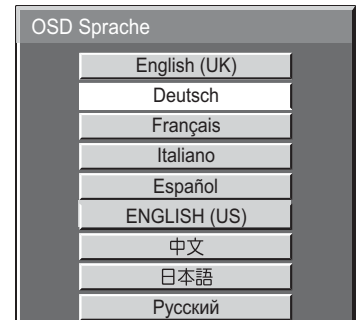 OSD Sprache
English (UK)
Deutsch
Français
Italiano
Español
ENGLISH (US)
中文
日本語
Русский